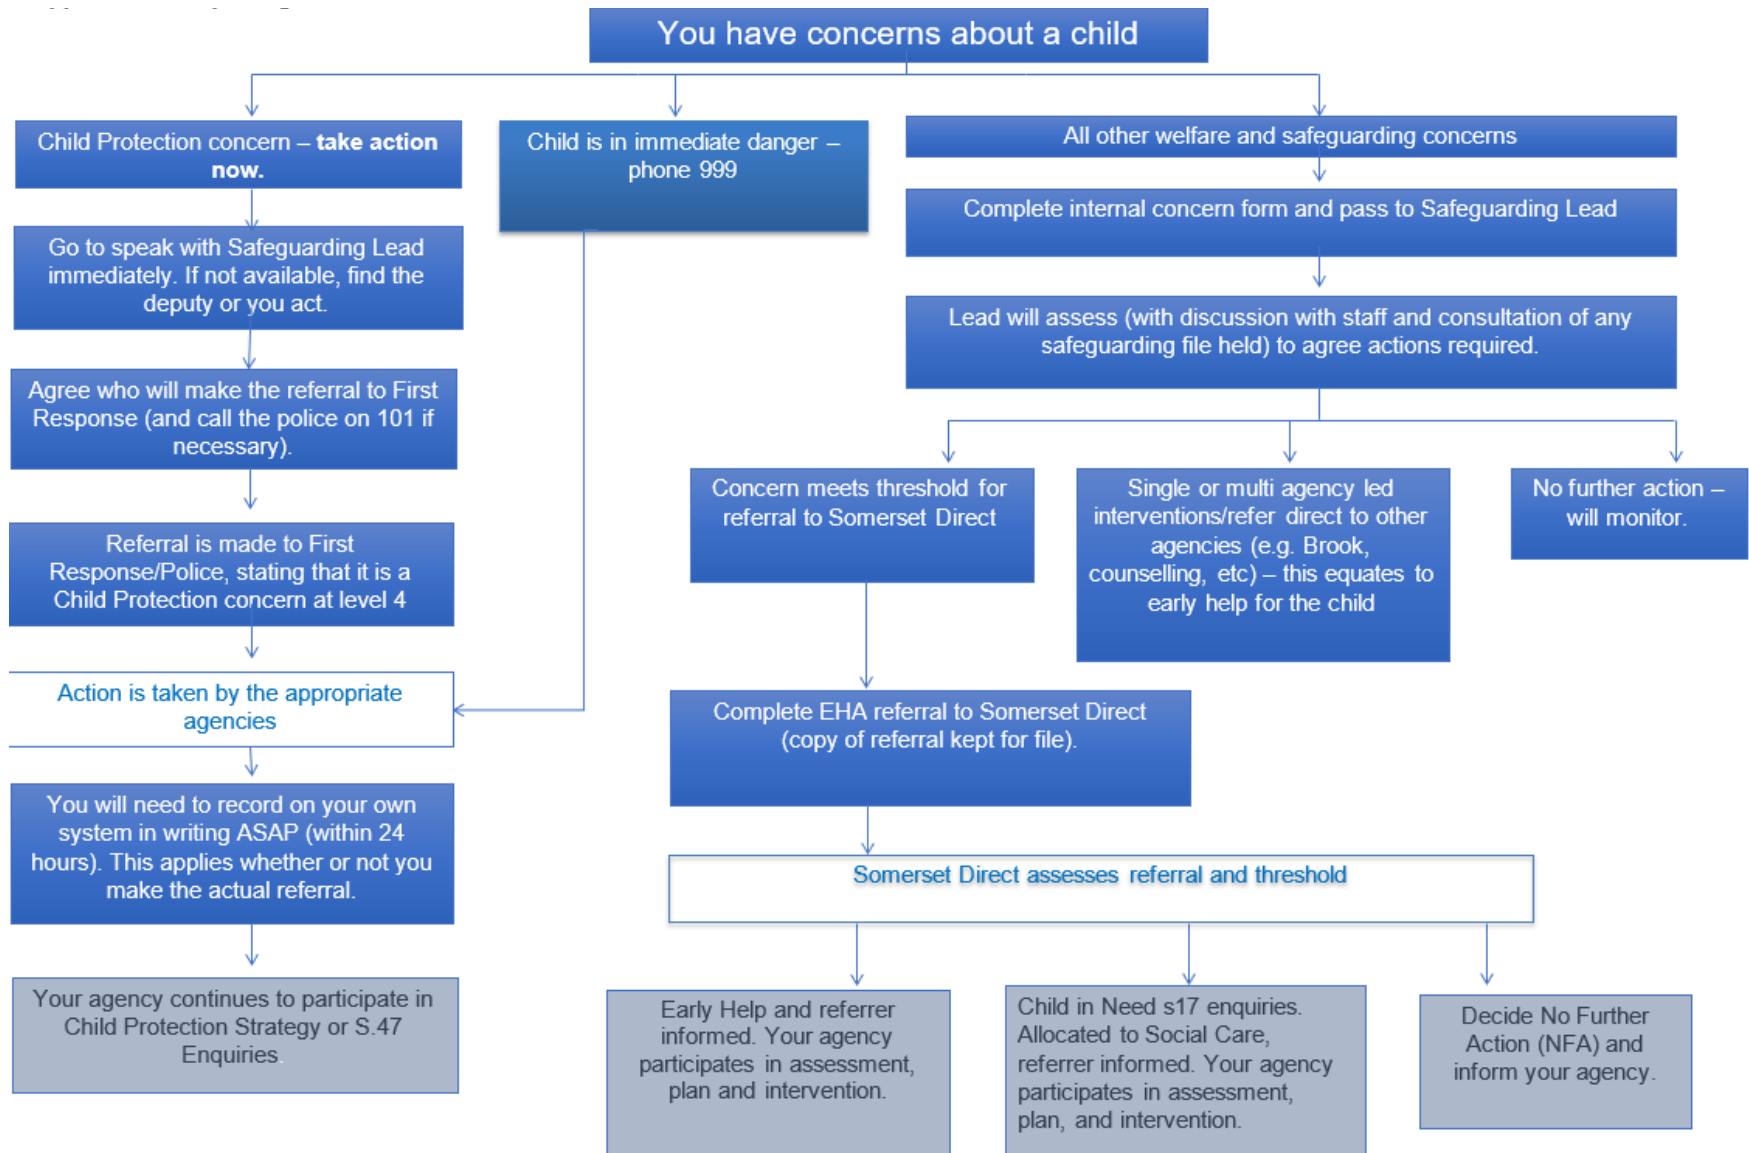 You have concerns about a child
Child Protection concern – take action
now.
Child is in immediate danger –
phone 999
All other welfare and safeguarding concerns
Complete internal concern form and pass to Safeguarding Lead
Go to speak with Safeguarding Lead
immediately. If not available, find the
deputy or you act.
Lead will assess (with discussion with staff and consultation of any
safeguarding file held) to agree actions required.
Agree who will make the referral to First
Response (and call the police on 101 if
necessary).
Concern meets threshold for
referral to Somerset Direct
Single or multi agency led
interventions/refer direct to other
agencies (e.g. Brook,
counselling, etc) – this equates to
early help for the child
No further action –
will monitor.
Referral is made to First
Response/Police, stating that it is a
Child Protection concern at level 4
Action is taken by the appropriate
agencies
Complete EHA referral to Somerset Direct
(copy of referral kept for file).
You will need to record on your own
system in writing ASAP (within 24
hours). This applies whether or not you
make the actual referral.
Somerset Direct assesses referral and threshold
Your agency continues to participate in
Child Protection Strategy or S.47
Enquiries.
Early Help and referrer
informed. Your agency
participates in assessment,
plan and intervention.
Child in Need s17 enquiries.
Allocated to Social Care,
referrer informed. Your agency
participates in assessment,
plan, and intervention.
Decide No Further
Action (NFA) and
inform your agency.